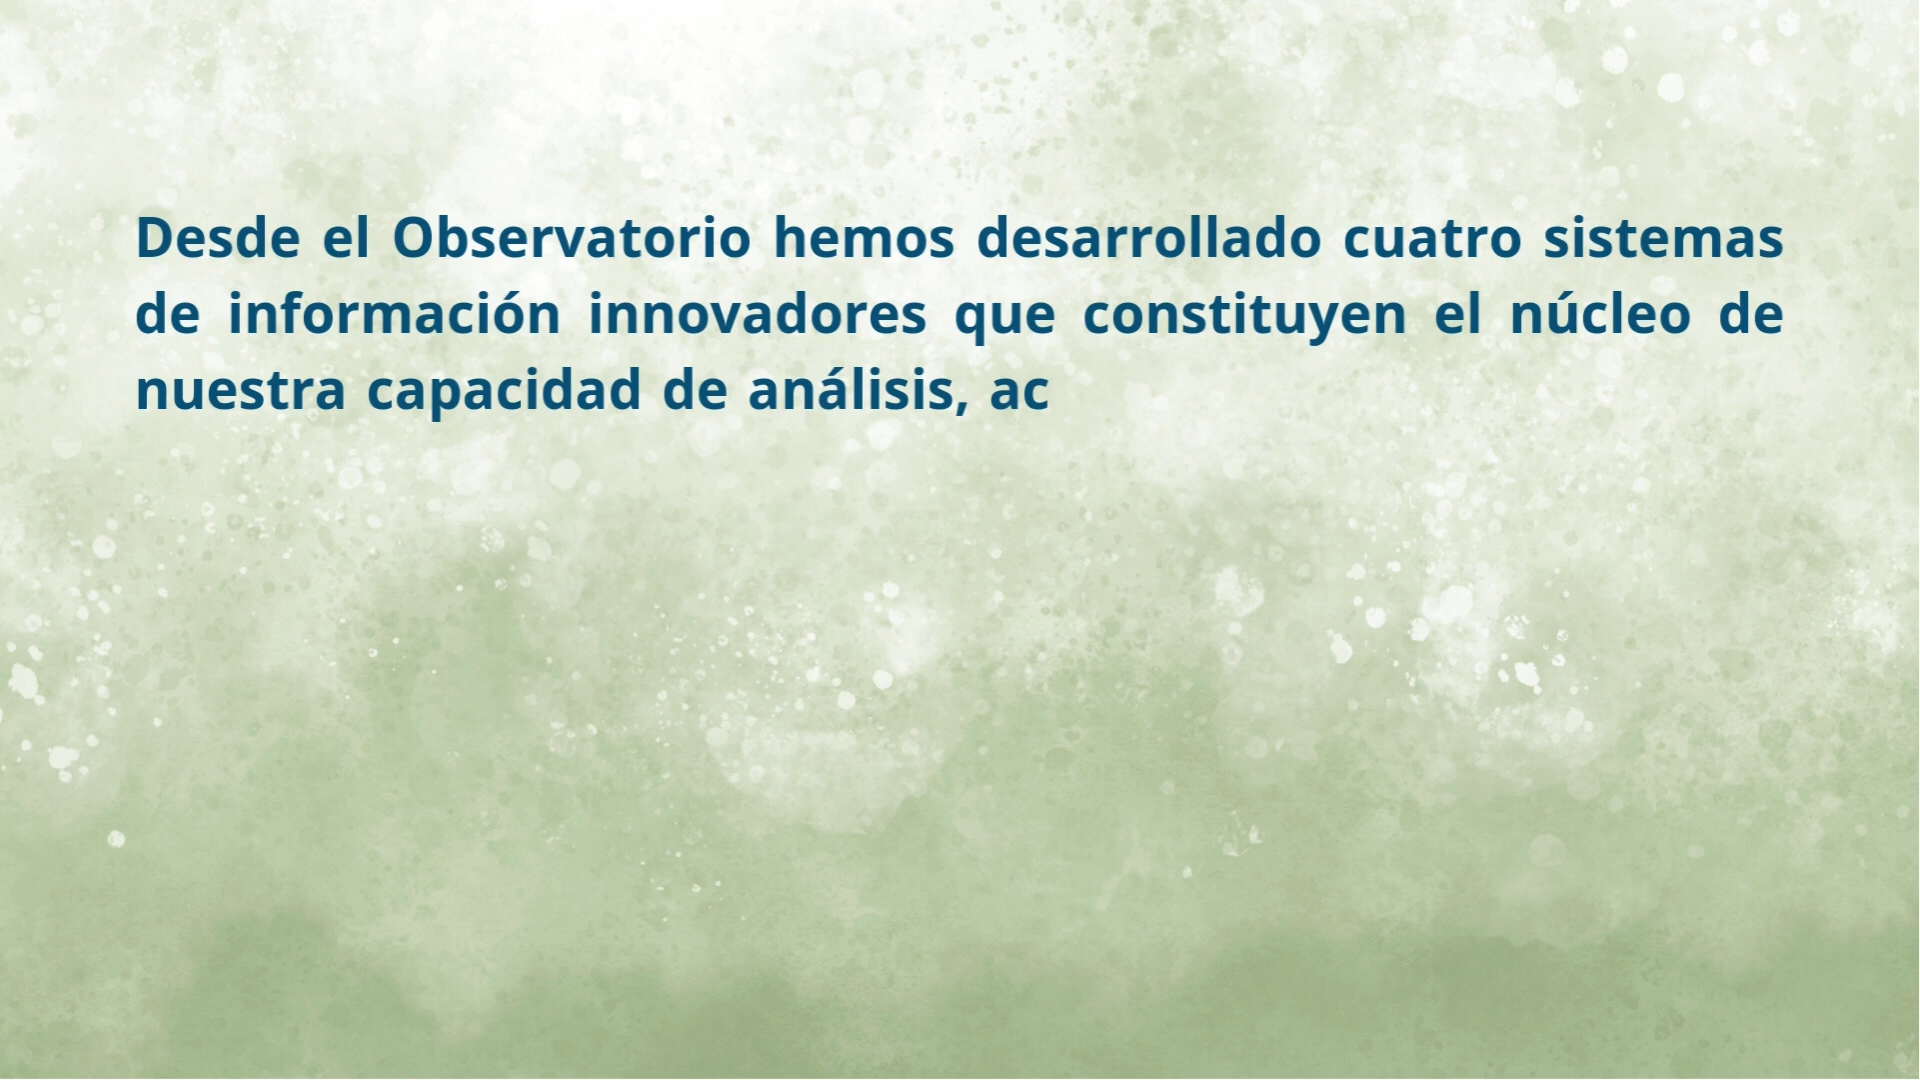 Desde el Observatorio hemos desarrollado cuatro sistemas
de información innovadores que constituyen el núcleo de
nuestra capacidad de análisis, ac